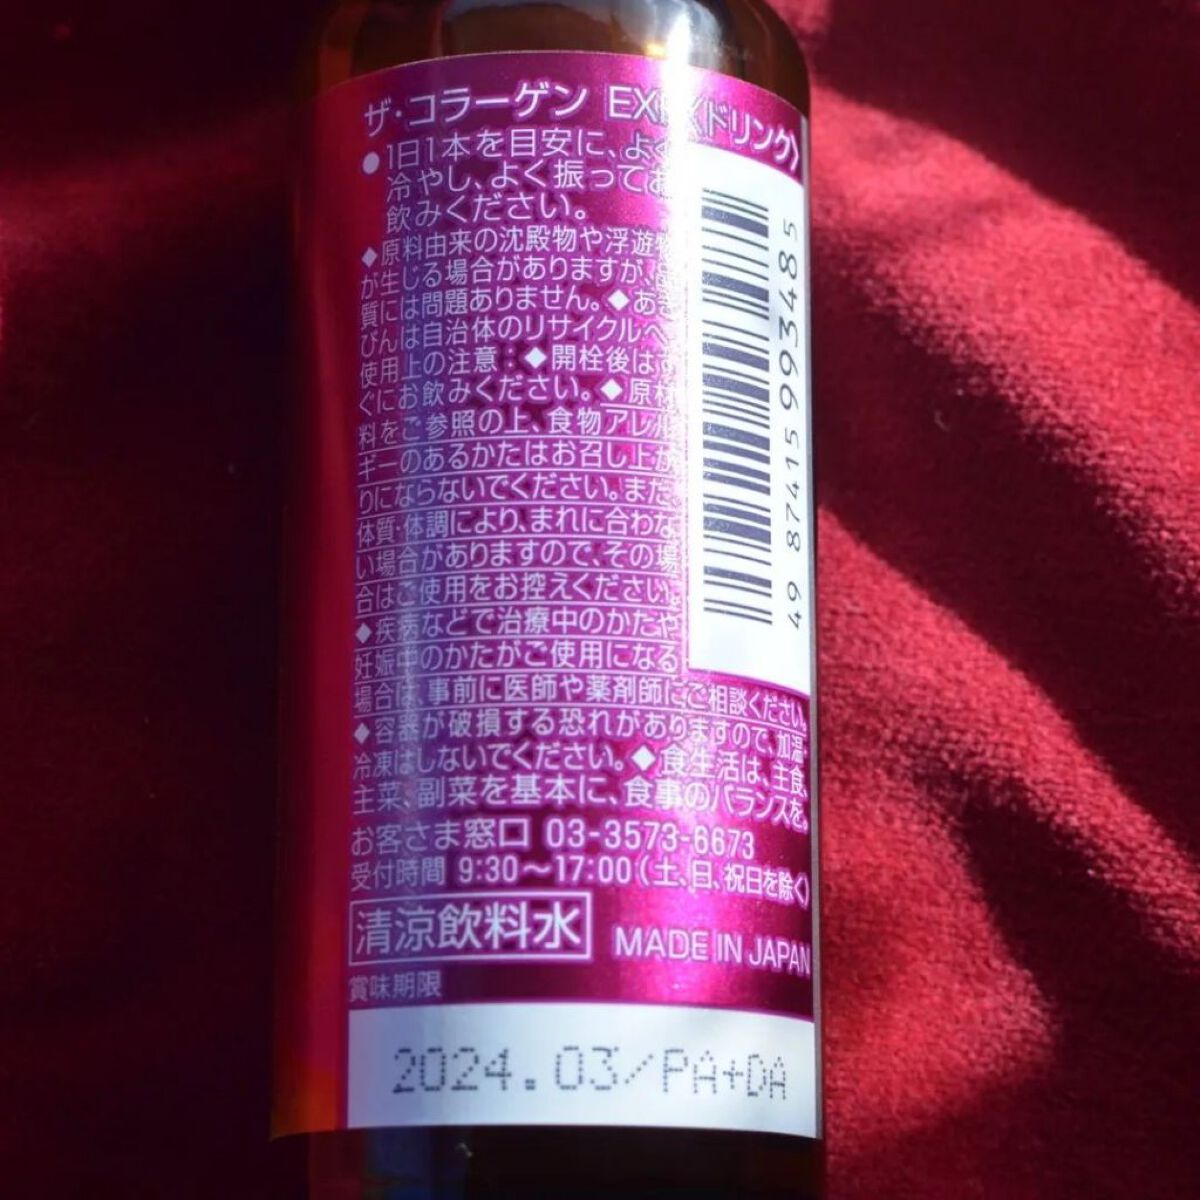 ザ・コラーゲン EXR〈ドリンク〉
●1日1本を目安に、よく
冷やし、よく振ってお
飲みください。
◆原料由来の沈殿物や浮遊物
が生じる場合がありますが、品
質には問題ありません。◆あき
びんは自治体のリサイクルへ
使用上の注意:◆開栓後はす
ぐにお飲みください。◆原材
料をご参照の上、食物アレル
ギーのあるかたはお召し上が
りにならないでください。また、
体質・体調により、まれに合わな
い場合がありますので、その場
合はご使用をお控えください。
◆疾病などで治療中のかたや
妊娠中のかたがご使用になる
場合は、事前に医師や薬剤師にご相談ください。
◆容器が破損する恐れがありますので、加温・
冷凍はしないでください。◆食生活は、主食、
主菜、副菜を基本に、食事のバランスを。
お客さま窓口 03-3573-6673
受付時間 9:30〜17:00(土、日、祝日を除く)
清涼飲料水 MADE IN JAPAN
賞味期限
2024.03/PA+DA
49 87415 993485